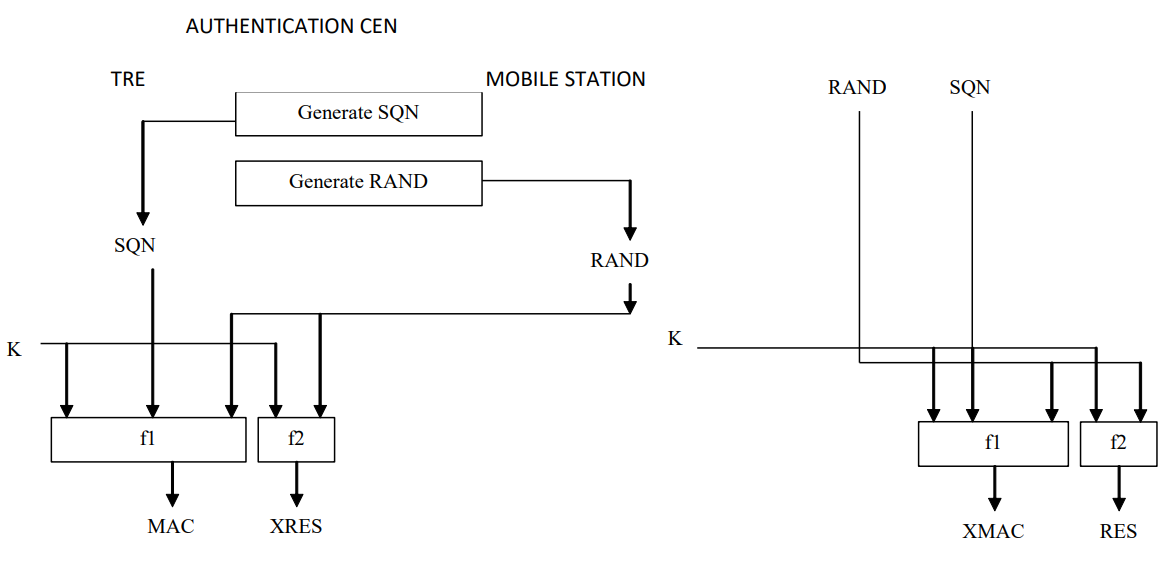 AUTHENTICATION CEN
TRE
MOBILE STATION
RAND
SQN
Generate SQN
Generate RAND
SQN
RAND
K
K
f1
f2
f1
f2
MAC
XRES
XMAC
RES